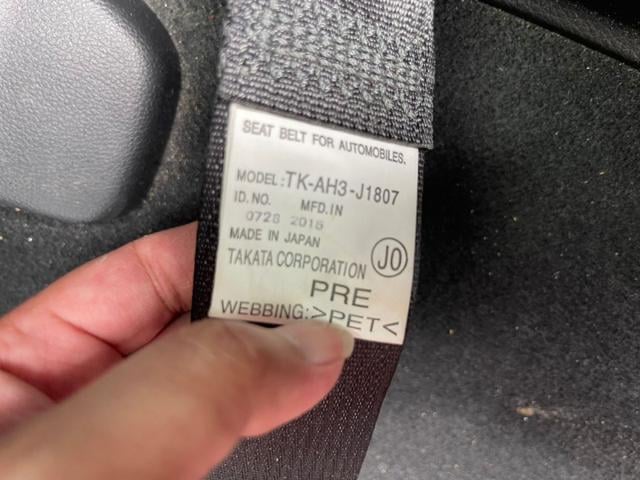 SEAT BELT FOR AUTOMOBILES.
MODEL:TK-AH3-J1807
ID.NO. MFD.IN
0728 2015
MADE IN JAPAN
TAKATA CORPORATION JO
PRE
WEBBING:>PET<